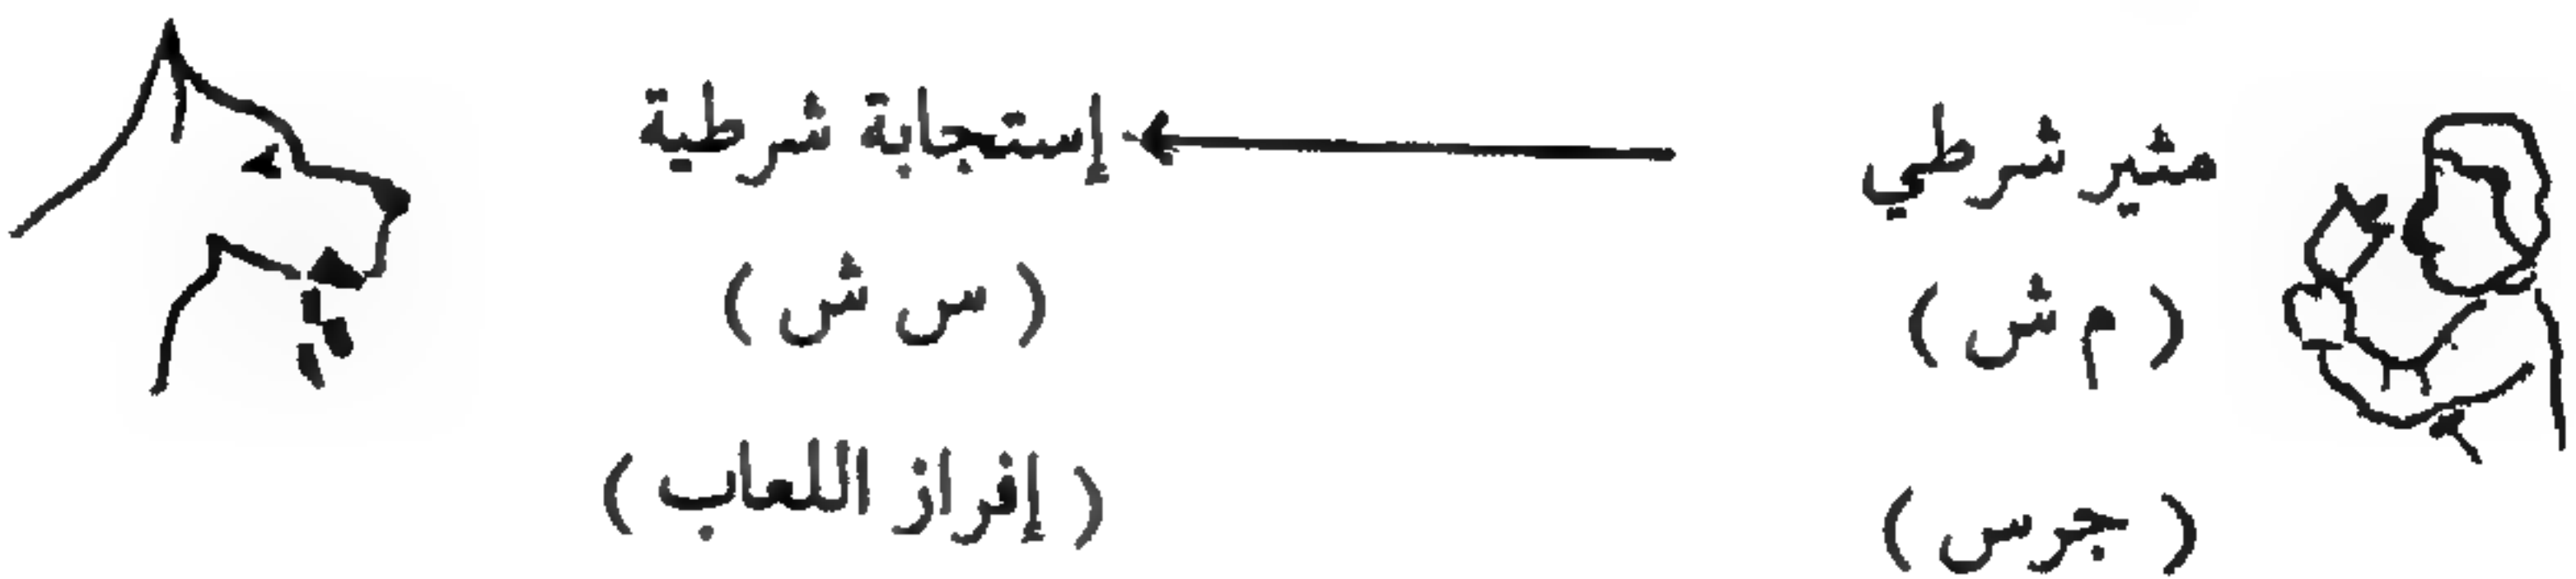 مثير شرطي
( م ش )
( جرس )
إستجابة شرطية
( س ش )
( إفراز اللعاب )